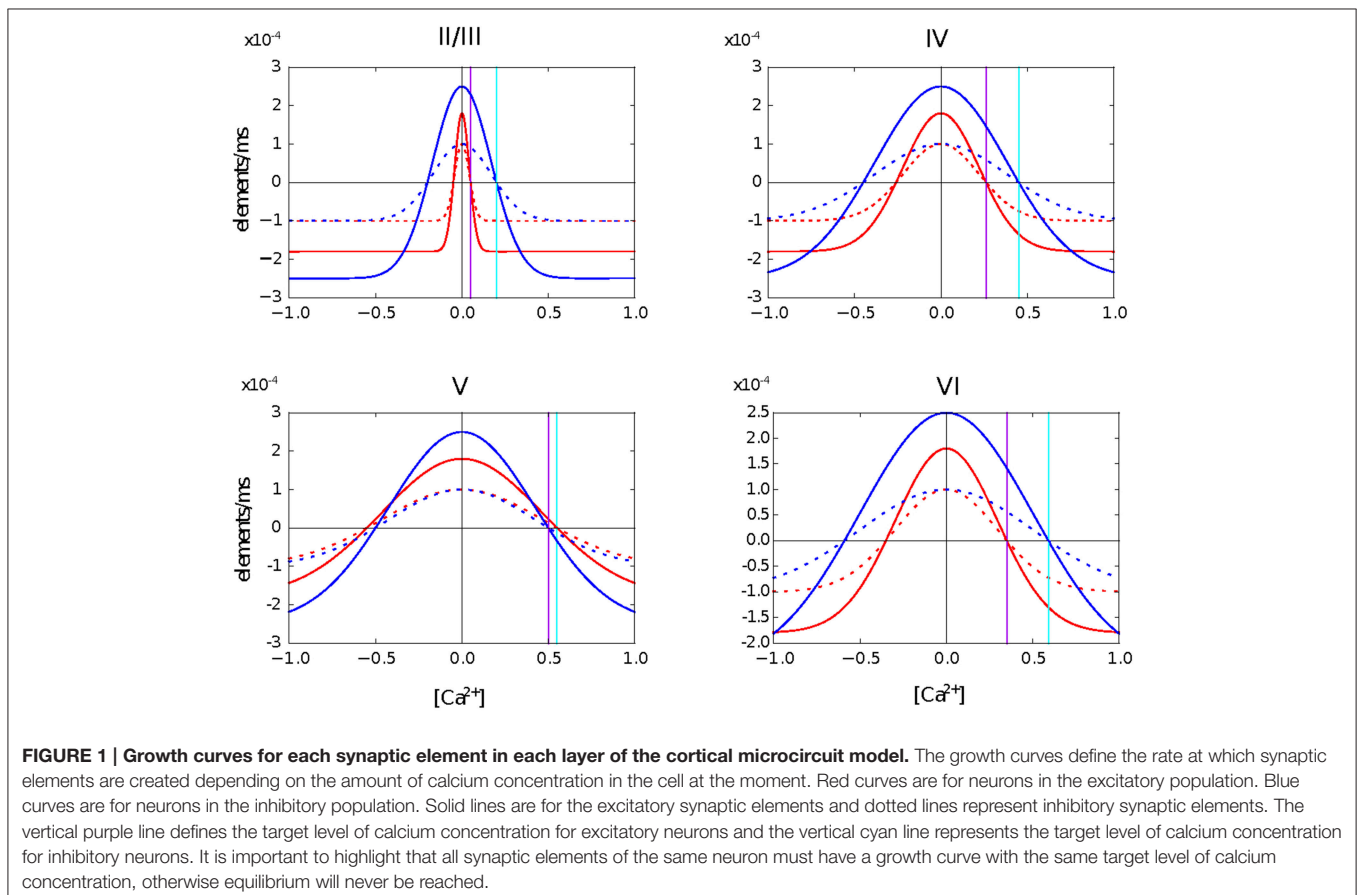 x10⁻⁴
II/III
3
2
1
0
−1
−2
−3
elements/ms
−1.0 −0.5 0.0 0.5 1.0
x10⁻⁴
IV
3
2
1
0
-1
-2
-3
−1.0 −0.5 0.0 0.5 1.0
x10⁻⁴
V
3
2
1
0
-1
-2
-3
elements/ms
−1.0 −0.5 0.0 0.5 1.0
[Ca²⁺]
x10⁻⁴
VI
2.5
2.0
1.5
1.0
0.5
0.0
-0.5
-1.0
-1.5
-2.0
−1.0 −0.5 0.0 0.5 1.0
[Ca²⁺]
FIGURE 1 | Growth curves for each synaptic element in each layer of the cortical microcircuit model. The growth curves define the rate at which synaptic
elements are created depending on the amount of calcium concentration in the cell at the moment. Red curves are for neurons in the excitatory population. Blue
curves are for neurons in the inhibitory population. Solid lines are for the excitatory synaptic elements and dotted lines represent inhibitory synaptic elements. The
vertical purple line defines the target level of calcium concentration for excitatory neurons and the vertical cyan line represents the target level of calcium concentration
for inhibitory neurons. It is important to highlight that all synaptic elements of the same neuron must have a growth curve with the same target level of calcium
concentration, otherwise equilibrium will never be reached.